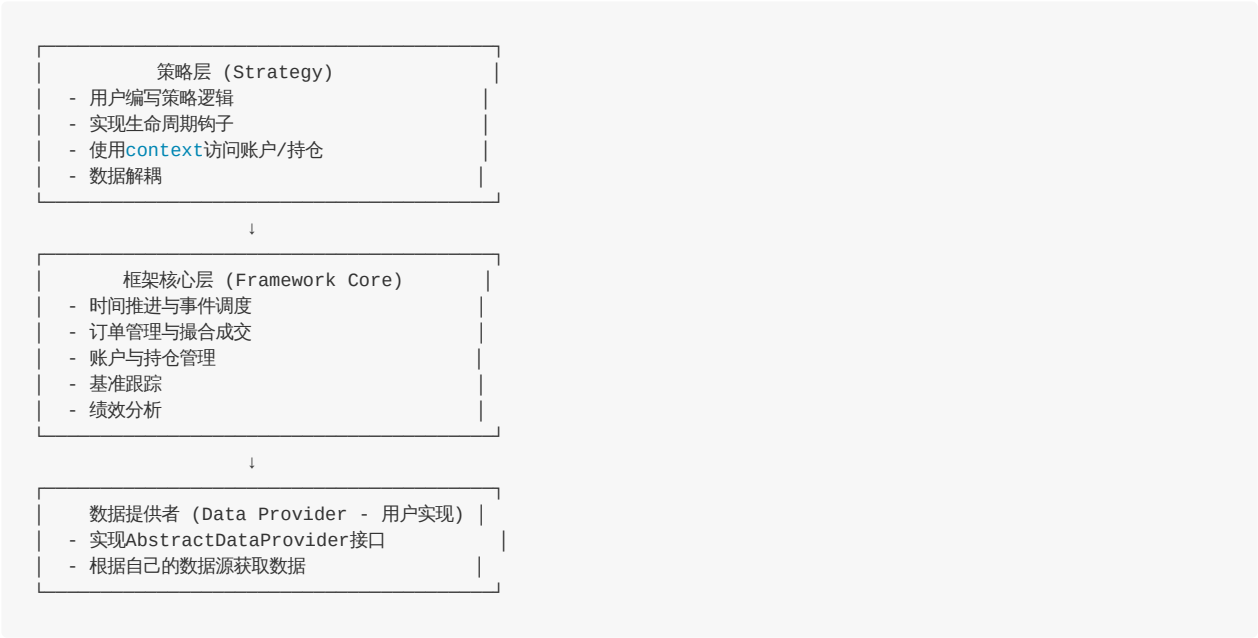 策略层 (Strategy)
- 用户编写策略逻辑
- 实现生命周期钩子
- 使用context访问账户/持仓
- 数据解耦
↓
框架核心层 (Framework Core)
- 时间推进与事件调度
- 订单管理与撮合成交
- 账户与持仓管理
- 基准跟踪
- 绩效分析
↓
数据提供者 (Data Provider - 用户实现)
- 实现AbstractDataProvider接口
- 根据自己的数据源获取数据